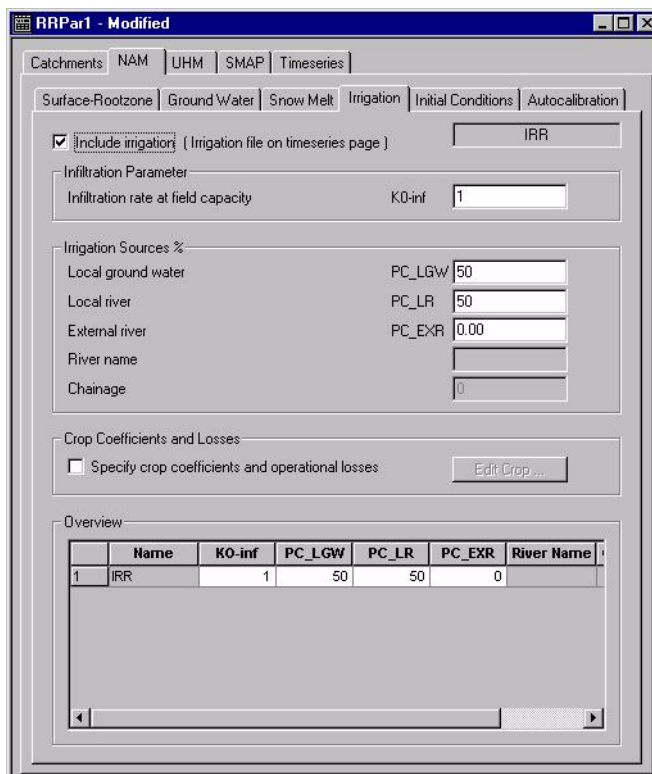 RRPar1 - Modified
Catchments NAM UHM SMAP Timeseries
Surface-Rootzone Ground Water Snow Melt Irrigation Initial Conditions Autocalibration
Include irrigation ( Irrigation file on timeseries page ) IRR
Infiltration Parameter
Infiltration rate at field capacity K0-inf 1
Irrigation Sources %
Local ground water PC_LGW 50
Local river PC_LR 50
External river PC_EXR 0.00
River name
Chainage 0
Crop Coefficients and Losses
Specify crop coefficients and operational losses Edit Crop ...
Overview
Name K0-inf PC_LGW PC_LR PC_EXR River Name
1 IRR 1 50 50 0